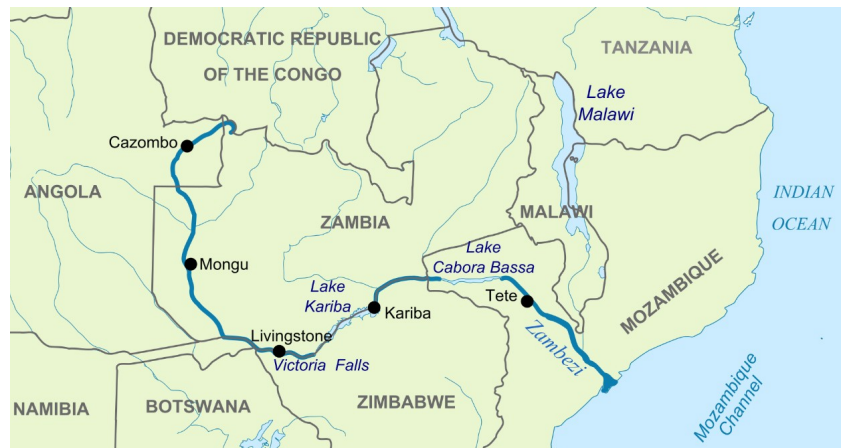 DEMOCRATIC REPUBLIC
OF THE CONGO
TANZANIA
Lake
Malawi
Cazombo
ANGOLA
INDIAN
OCEAN
ZAMBIA
MALAWI
Mongu
Lake
Cabora Bassa
Lake
Kariba
Kariba
Tete
MOZAMBIQUE
Livingstone
Victoria Falls
Zambezi
NAMIBIA
BOTSWANA
ZIMBABWE
Mozambique
Channel